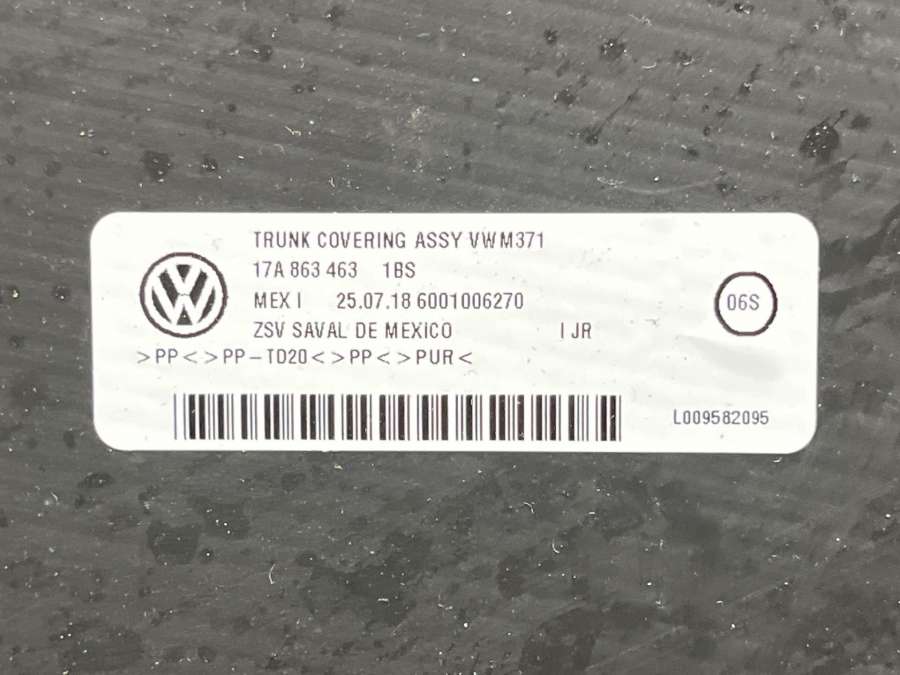 TRUNK COVERING ASSY VWM371
17A 863 463 1BS
MEX I 25.07.18 6001006270
06S
ZSV SAVAL DE MEXICO I JR
>PP<>PP-TD20<>PP<>PUR<
L009582095